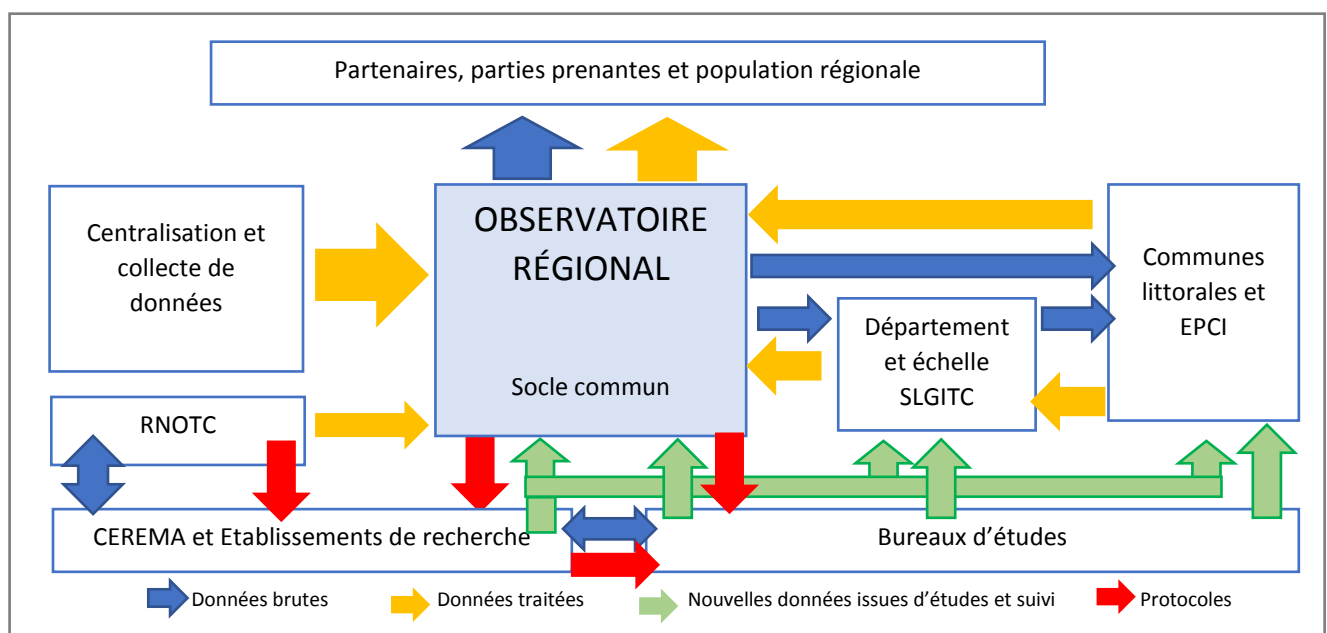 Partenaires, parties prenantes et population régionale
Centralisation et
collecte de
données
OBSERVATOIRE
RÉGIONAL
Socle commun
Communes
littorales et
EPCI
Département
et échelle
SLGITC
RNOTC
CEREMA et Etablissements de recherche
Bureaux d'études
Données brutes
Données traitées
Nouvelles données issues d'études et suivi
Protocoles